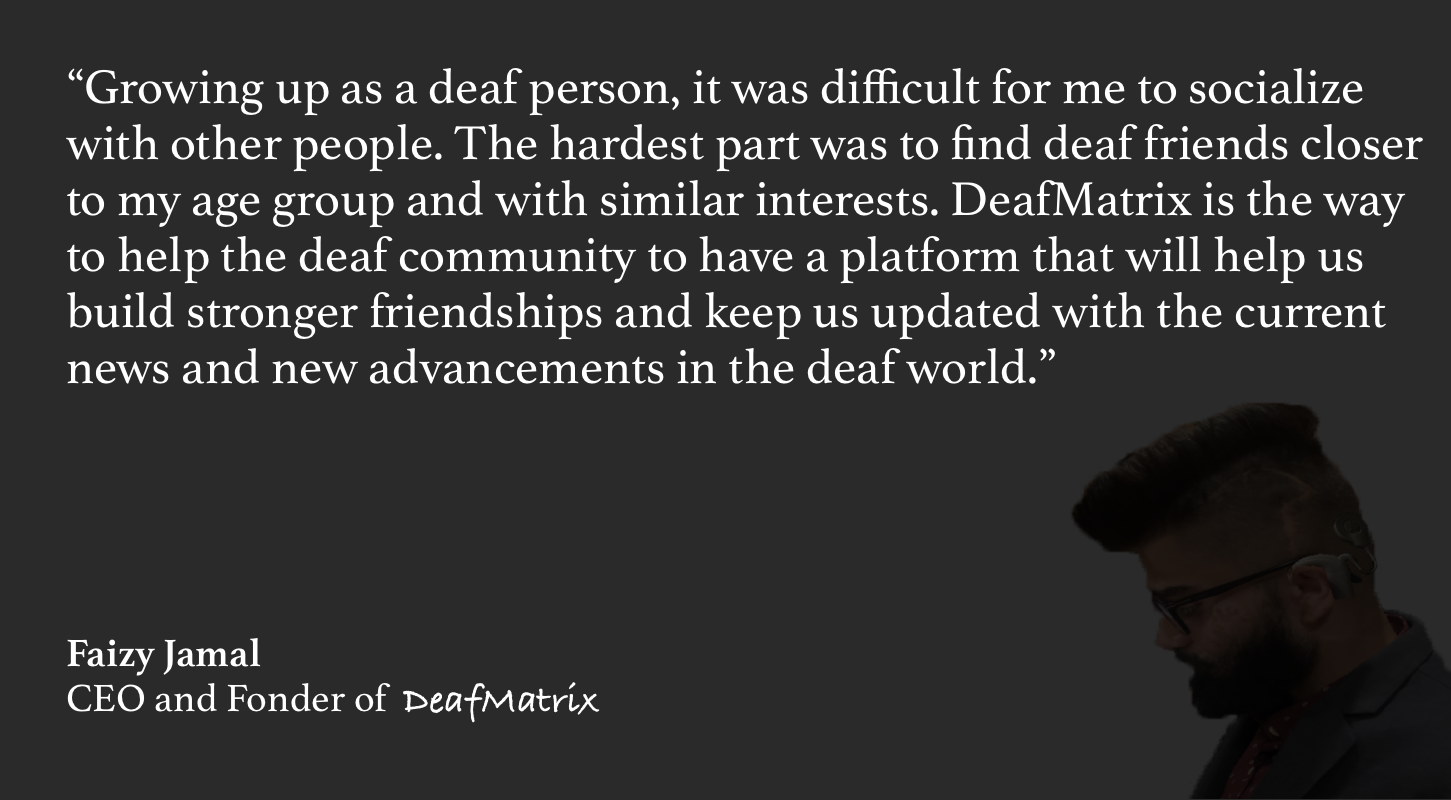 “Growing up as a deaf person, it was difficult for me to socialize
with other people. The hardest part was to find deaf friends closer
to my age group and with similar interests. DeafMatrix is the way
to help the deaf community to have a platform that will help us
build stronger friendships and keep us updated with the current
news and new advancements in the deaf world.”
Faizy Jamal
CEO and Fonder of DeafMatrix